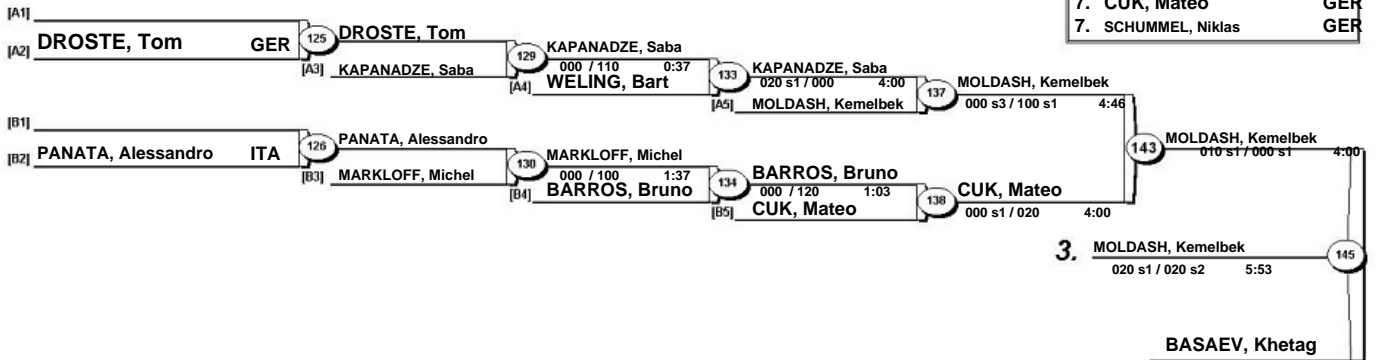 7. CUK, Mateo GER
7. SCHUMMEL, Niklas GER
[A1]
[A2] DROSTE, Tom GER
125
DROSTE, Tom
[A3] KAPANADZE, Saba
129
KAPANADZE, Saba
000 / 110 0:37
[A4] WELING, Bart
133
KAPANADZE, Saba
020 s1 / 000 4:00
[A5] MOLDASH, Kemelbek
137
MOLDASH, Kemelbek
000 s3 / 100 s1 4:46
[B1]
[B2] PANATA, Alessandro ITA
126
PANATA, Alessandro
[B3] MARKLOFF, Michel
130
MARKLOFF, Michel
000 / 100 1:37
[B4] BARROS, Bruno
134
BARROS, Bruno
000 / 120 1:03
[B5] CUK, Mateo
138
CUK, Mateo
000 s1 / 020 4:00
143
MOLDASH, Kemelbek
010 s1 / 000 s1 4:00
3. MOLDASH, Kemelbek
020 s1 / 020 s2 5:53
145
BASAEV, Khetag